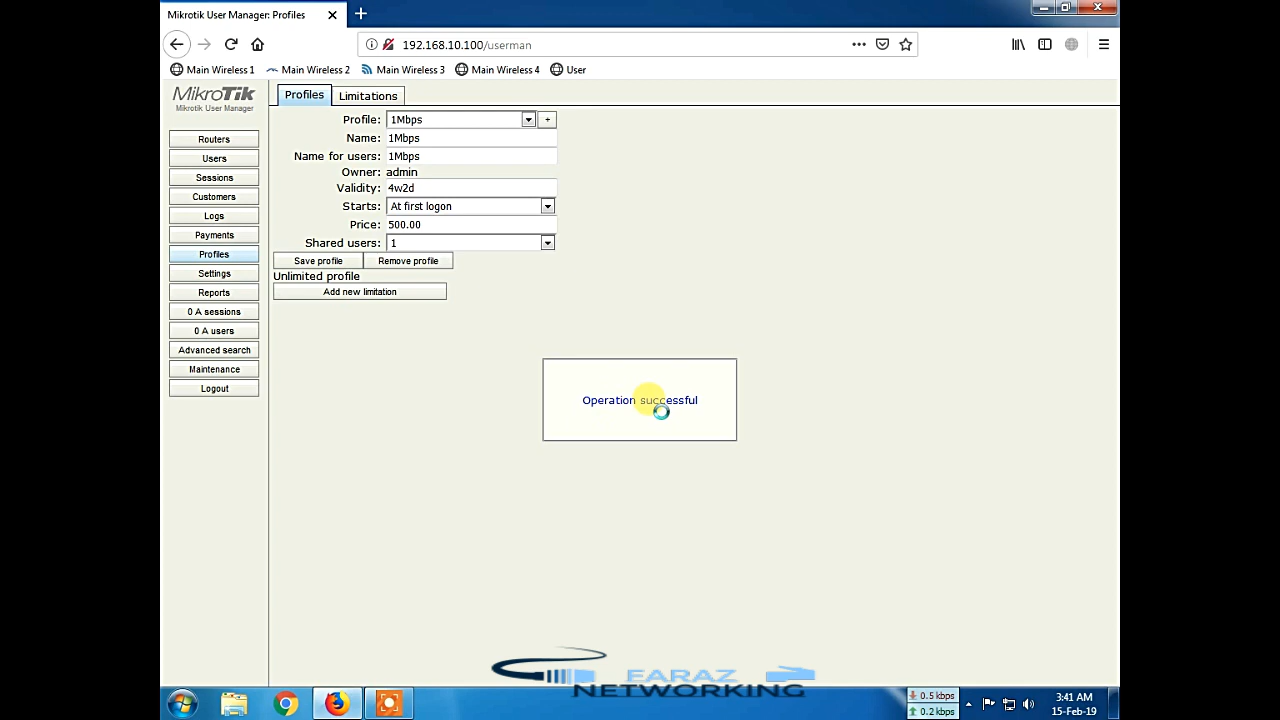 Mikrotik User Manager: Profiles
192.168.10.100/userman
Main Wireless 1 Main Wireless 2 Main Wireless 3 Main Wireless 4 User
MikroTik
Mikrotik User Manager
Routers
Users
Sessions
Customers
Logs
Payments
Profiles
Settings
Reports
0 A sessions
0 A users
Advanced search
Maintenance
Logout
Profiles Limitations
Profile: 1Mbps +
Name: 1Mbps
Name for users: 1Mbps
Owner: admin
Validity: 4w2d
Starts: At first logon
Price: 500.00
Shared users: 1
Save profile Remove profile
Unlimited profile
Add new limitation
Operation successful
FARAZ
NETWORKING
0.5 kbps
0.2 kbps
3:41 AM
15-Feb-19